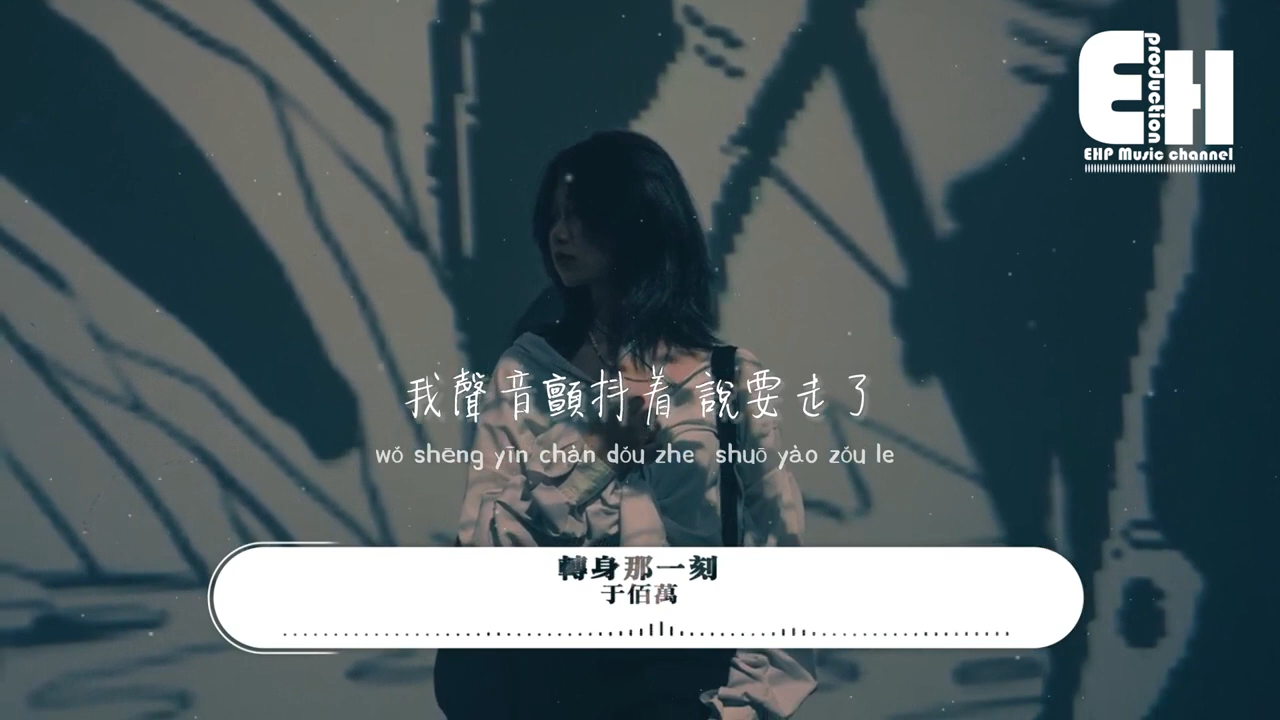 EH
production
EHP Music channel
我聲音顫抖着 說要走了
wǒ shēng yīn chàn dǒu zhe  shuō yào zǒu le
轉身那一刻
于佰萬